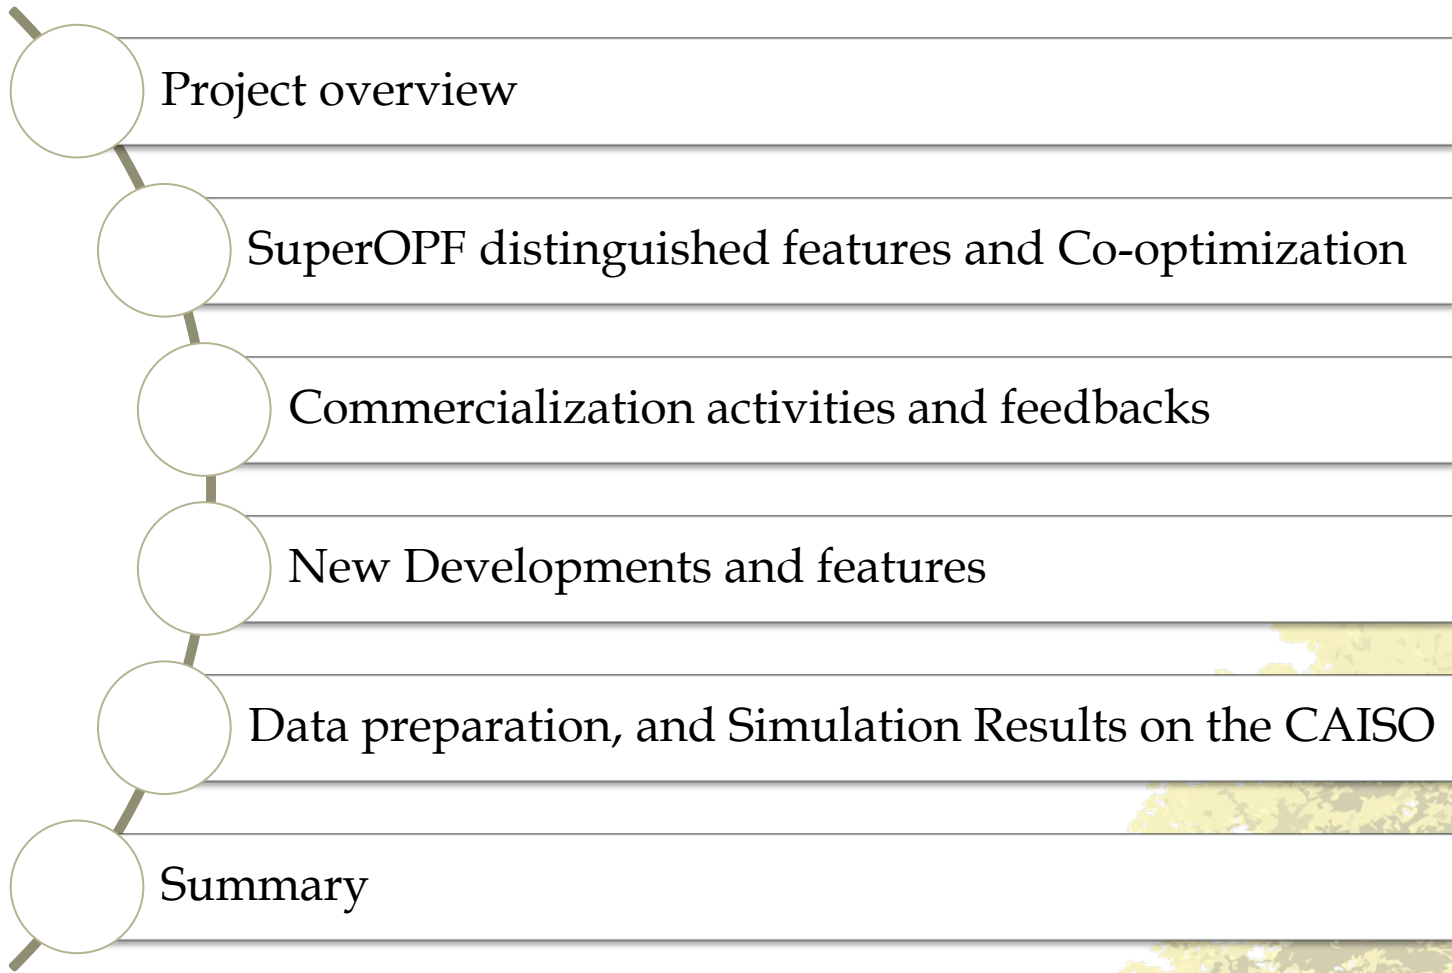 Project overview
SuperOPF distinguished features and Co-optimization
Commercialization activities and feedbacks
New Developments and features
Data preparation, and Simulation Results on the CAISO
Summary